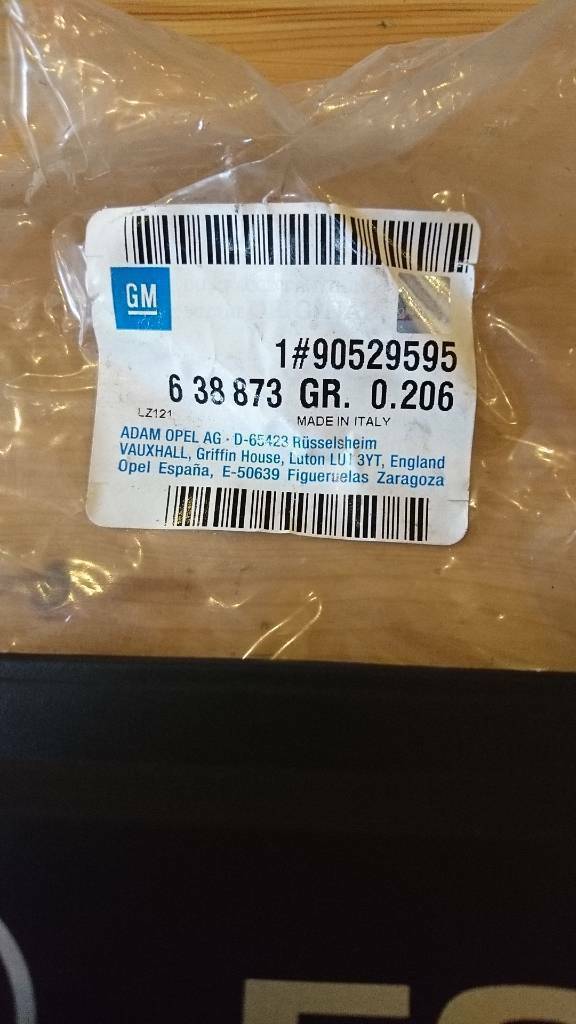 GM
1#90529595
6 38 873 GR. 0.206
LZ121
MADE IN ITALY
ADAM OPEL AG · D-65423 Rüsselsheim
VAUXHALL, Griffin House, Luton LU1 3YT, England
Opel España, E-50639 Figueruelas Zaragoza